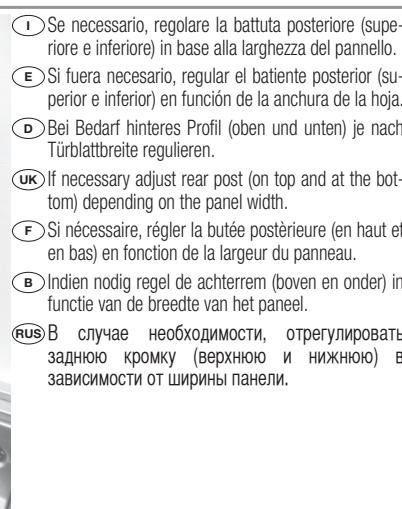 I Se necessario, regolare la battuta posteriore (supe-
riore e inferiore) in base alla larghezza del pannello.
E Si fuera necesario, regular el batiente posterior (su-
perior e inferior) en función de la anchura de la hoja.
D Bei Bedarf hinteres Profil (oben und unten) je nach
Türblattbreite regulieren.
UK If necessary adjust rear post (on top and at the bot-
tom) depending on the panel width.
F Si nécessaire, régler la butée postèrieure (en haut et
en bas) en fonction de la largeur du panneau.
B Indien nodig regel de achterrem (boven en onder) in
functie van de breedte van het paneel.
RUS В случае необходимости, отрегулировать
заднюю кромку (верхнюю и нижнюю) в
зависимости от ширины панели.